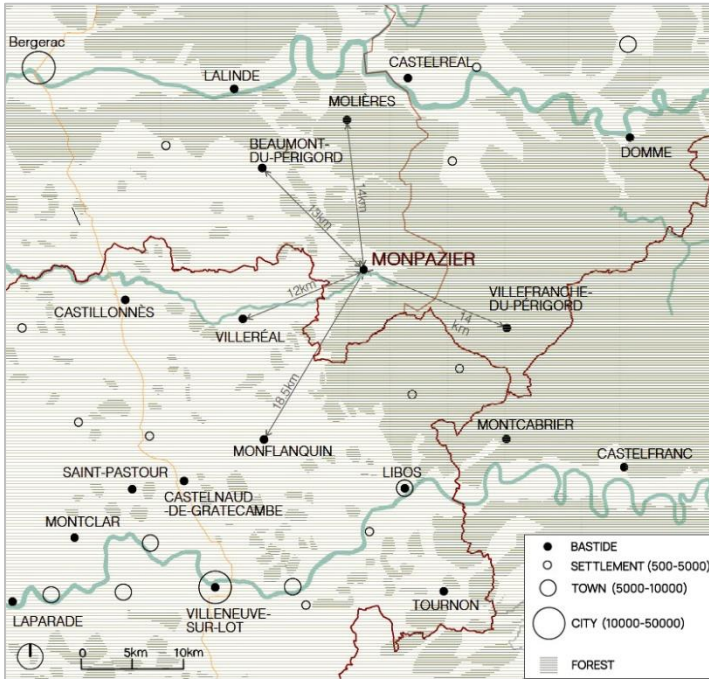 Bergerac
CASTELREAL
LALINDE
MOLIÈRES
BEAUMONT-
DU-PÉRIGORD
DOMME
14km
13km
MONPAZIER
12km
CASTILLONNÈS
VILLEFRANCHE-
DU-PÉRIGORD
14
km
VILLERÉAL
18.5km
MONFLANQUIN
MONTCABRIER
CASTELFRANC
SAINT-PASTOUR
LIBOS
CASTELNAUD
-DE-GRATECAMBE
MONTCLAR
LAPARADE
VILLENEUVE-
SUR-LOT
TOURNON
0 5km 10km
BASTIDE
SETTLEMENT (500-5000)
TOWN (5000-10000)
CITY (10000-50000)
FOREST